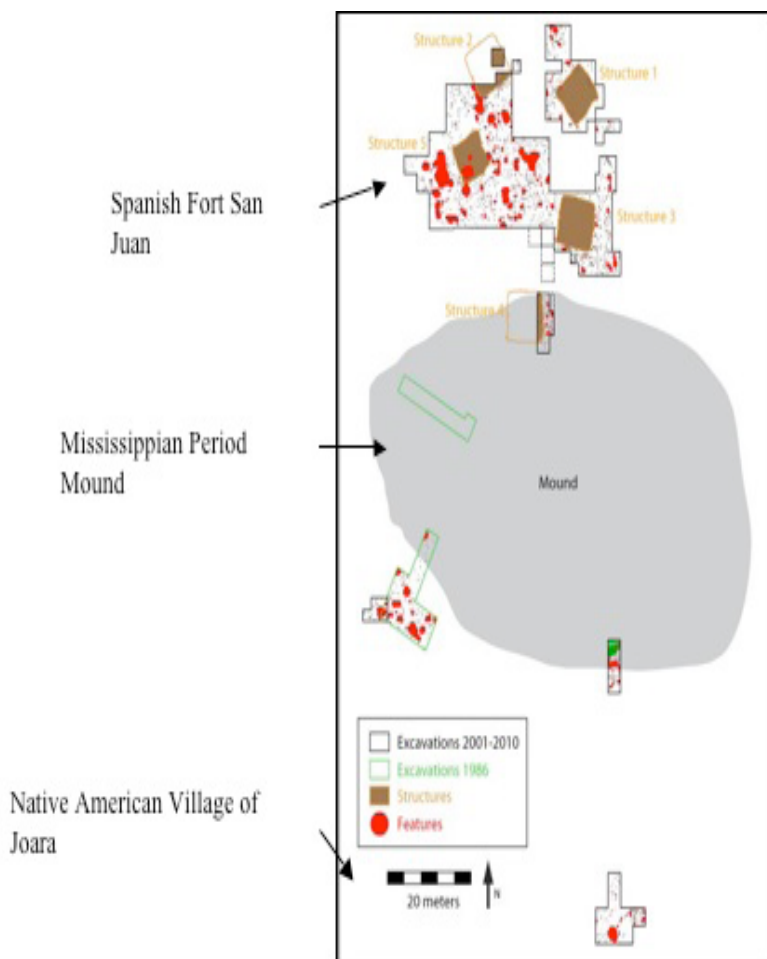 Structure 2
Structure 1
Structure 5
Spanish Fort San
Juan
Structure 3
Structure 4
Mississippian Period
Mound
Mound
Excavations 2001-2010
Excavations 1986
Structures
Features
Native American Village of
Joara
20 meters
N